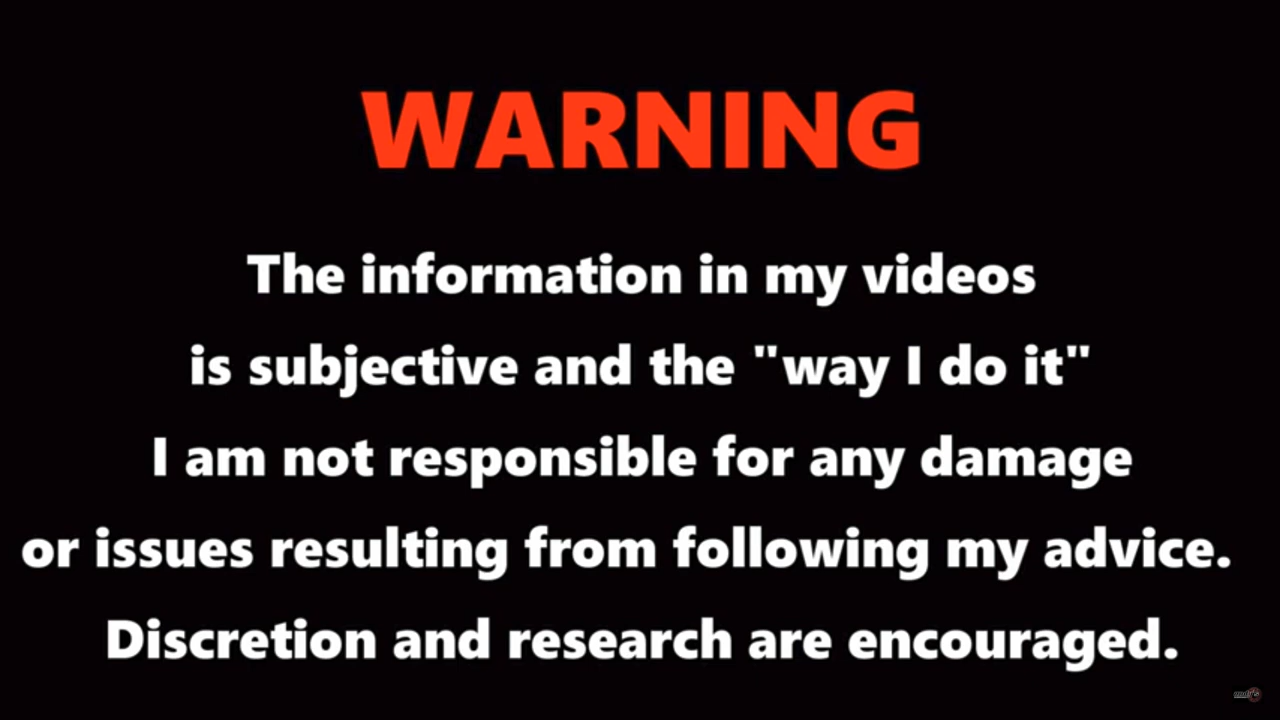 WARNING
The information in my videos
is subjective and the "way I do it"
I am not responsible for any damage
or issues resulting from following my advice.
Discretion and research are encouraged.